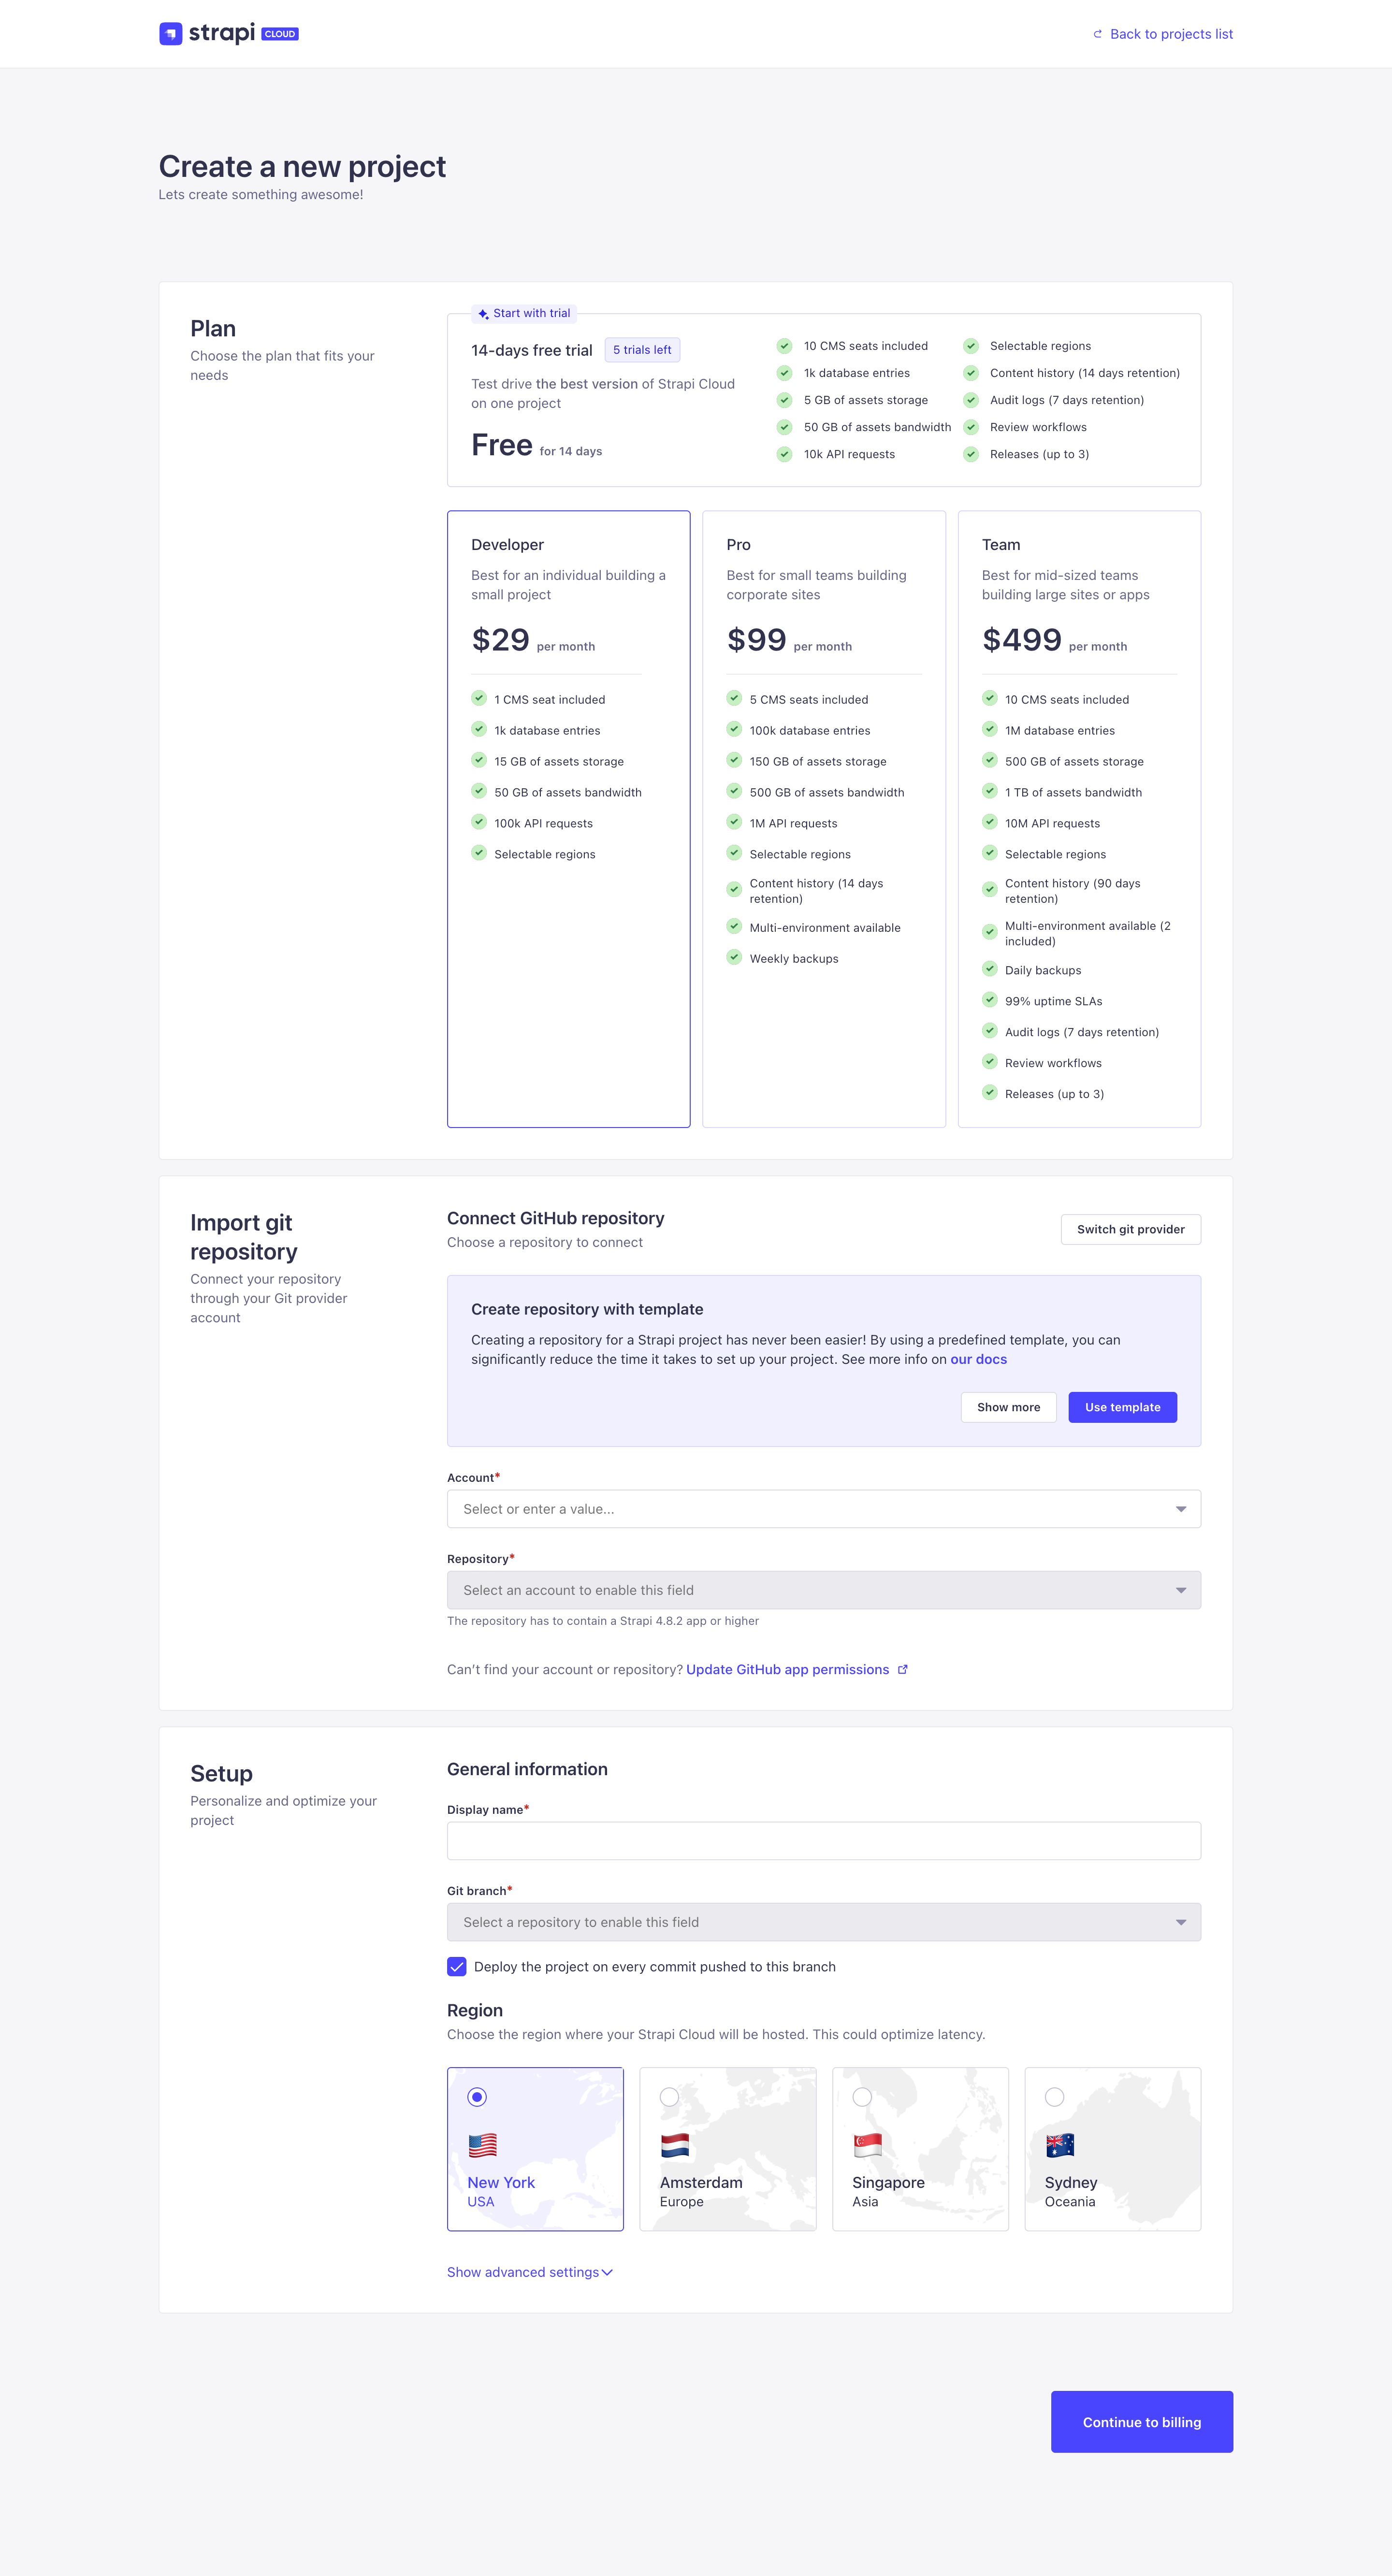 strapi CLOUD
Back to projects list
Create a new project
Lets create something awesome!
Plan
Choose the plan that fits your
needs
Start with trial
14-days free trial
5 trials left
Test drive the best version of Strapi Cloud
on one project
Free for 14 days
10 CMS seats included
1k database entries
5 GB of assets storage
50 GB of assets bandwidth
10k API requests
Selectable regions
Content history (14 days retention)
Audit logs (7 days retention)
Review workflows
Releases (up to 3)
Developer
Best for an individual building a
small project
$29 per month
1 CMS seat included
1k database entries
15 GB of assets storage
50 GB of assets bandwidth
100k API requests
Selectable regions
Pro
Best for small teams building
corporate sites
$99 per month
5 CMS seats included
100k database entries
150 GB of assets storage
500 GB of assets bandwidth
1M API requests
Selectable regions
Content history (14 days
retention)
Multi-environment available
Weekly backups
Team
Best for mid-sized teams
building large sites or apps
$499 per month
10 CMS seats included
1M database entries
500 GB of assets storage
1 TB of assets bandwidth
10M API requests
Selectable regions
Content history (90 days
retention)
Multi-environment available (2
included)
Daily backups
99% uptime SLAs
Audit logs (7 days retention)
Review workflows
Releases (up to 3)
Import git
repository
Connect your repository
through your Git provider
account
Connect GitHub repository
Choose a repository to connect
Switch git provider
Create repository with template
Creating a repository for a Strapi project has never been easier! By using a predefined template, you can
significantly reduce the time it takes to set up your project. See more info on our docs
Show more
Use template
Account*
Select or enter a value...
Repository*
Select an account to enable this field
The repository has to contain a Strapi 4.8.2 app or higher
Can't find your account or repository? Update GitHub app permissions
Setup
Personalize and optimize your
project
General information
Display name*
Git branch*
Select a repository to enable this field
Deploy the project on every commit pushed to this branch
Region
Choose the region where your Strapi Cloud will be hosted. This could optimize latency.
New York
USA
Amsterdam
Europe
Singapore
Asia
Sydney
Oceania
Show advanced settings
Continue to billing